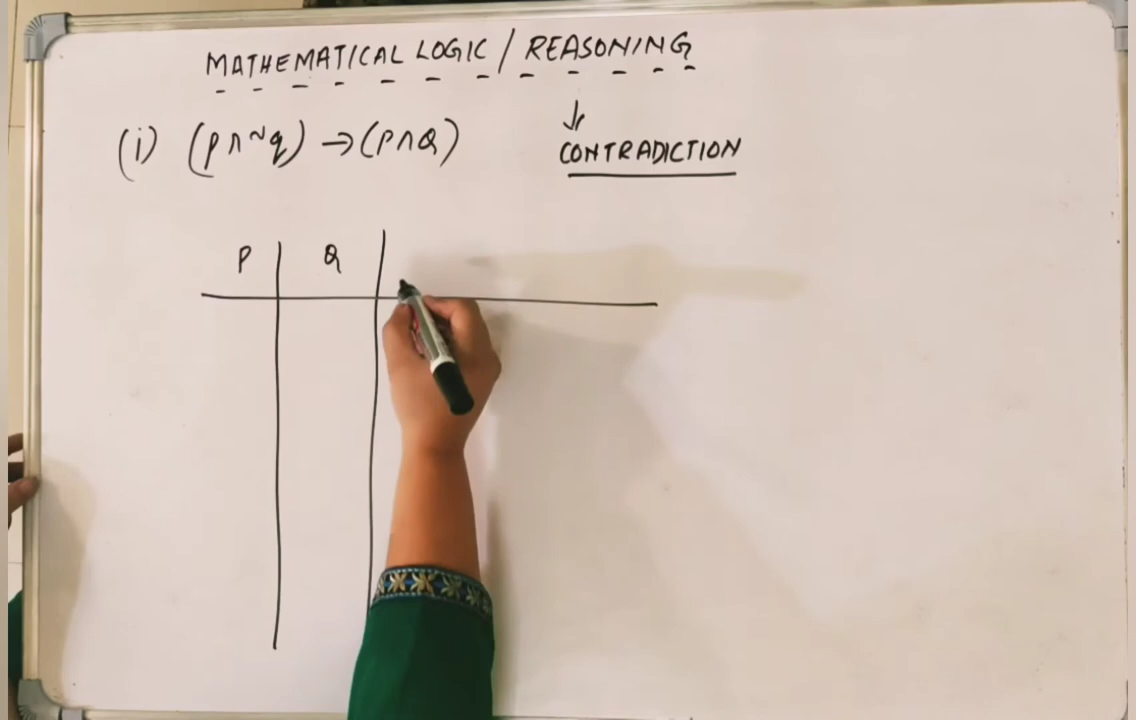 MATHEMATICAL LOGIC / REASONING
(i) (p ∧ ~q) → (p ∧ Q)
CONTRADICTION
P Q